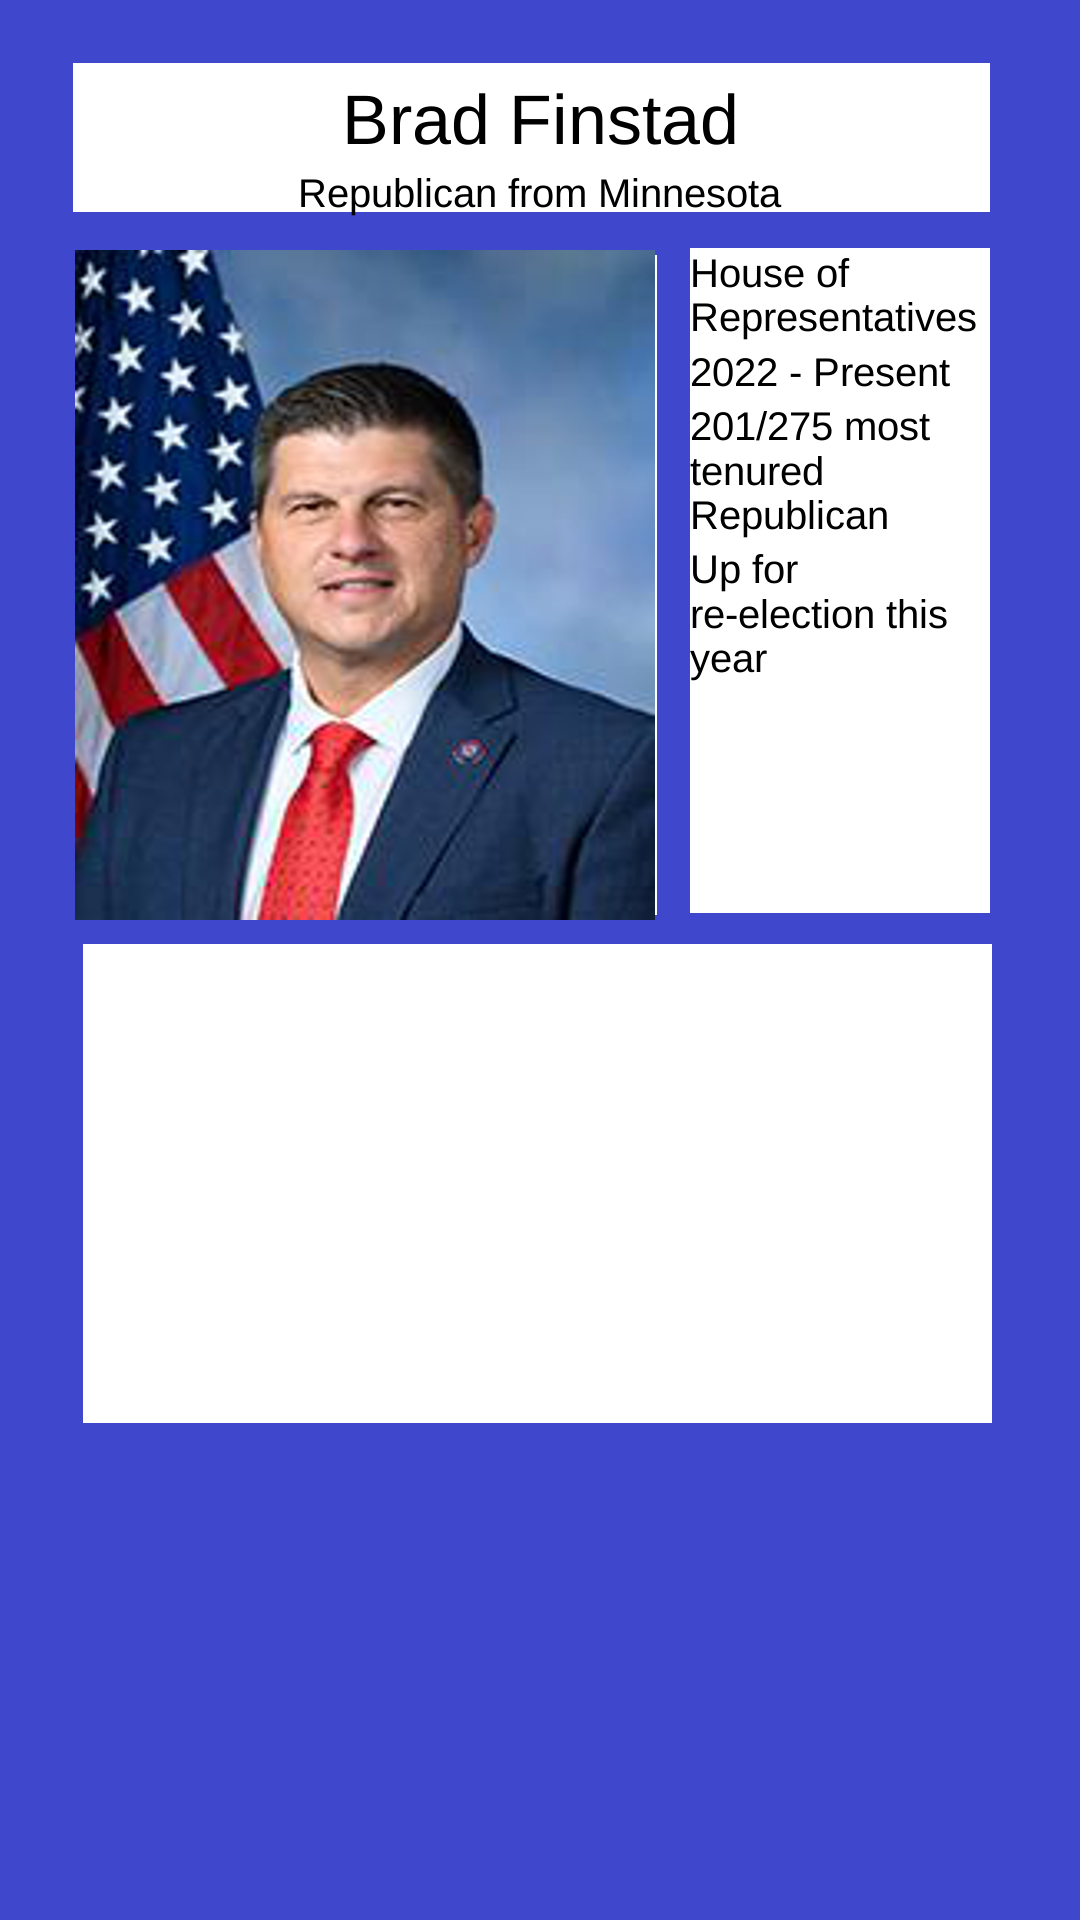 Brad Finstad
Republican from Minnesota
House of
Representatives
2022 - Present
201/275 most
tenured
Republican
Up for
re-election this
year